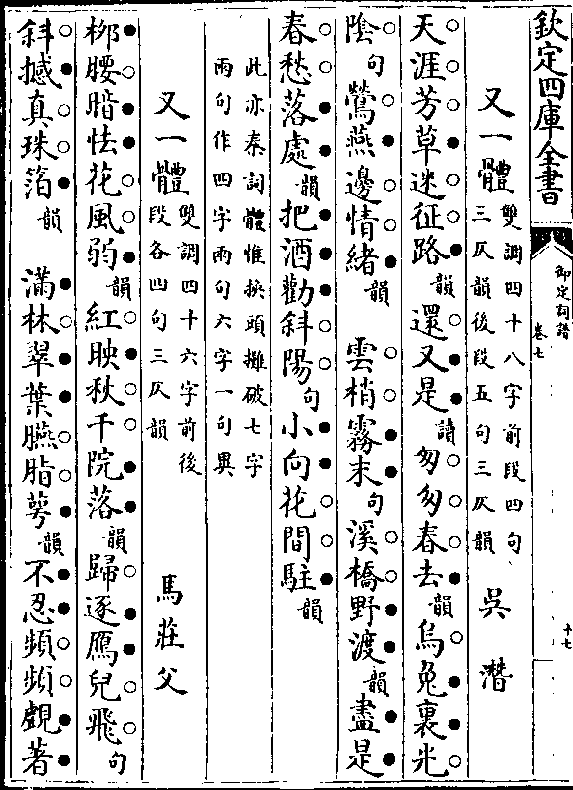 欽定四庫全書
御定詞譜
卷七
十七
又一體
雙調四十八字前段四句
三仄韻後段五句三仄韻
吳潛
天涯芳草迷征路韻還又是讀匆匆春去韻烏兔裏光
陰句鶯燕邊情緒韻 雲梢霧末句溪橋野渡韻盡是
春愁落處韻把酒勸斜陽句小向花間駐韻
此亦秦詞體惟換頭攤破七字
兩句作四字兩句六字一句異
又一體
雙調四十六字前後
段各四句三仄韻
馬莊父
栁腰暗怯花風弱韻紅映秋千院落韻歸逐鴈兒飛句
斜撼真珠箔韻 滿林翠葉臙脂萼韻不忍頻頻覷著